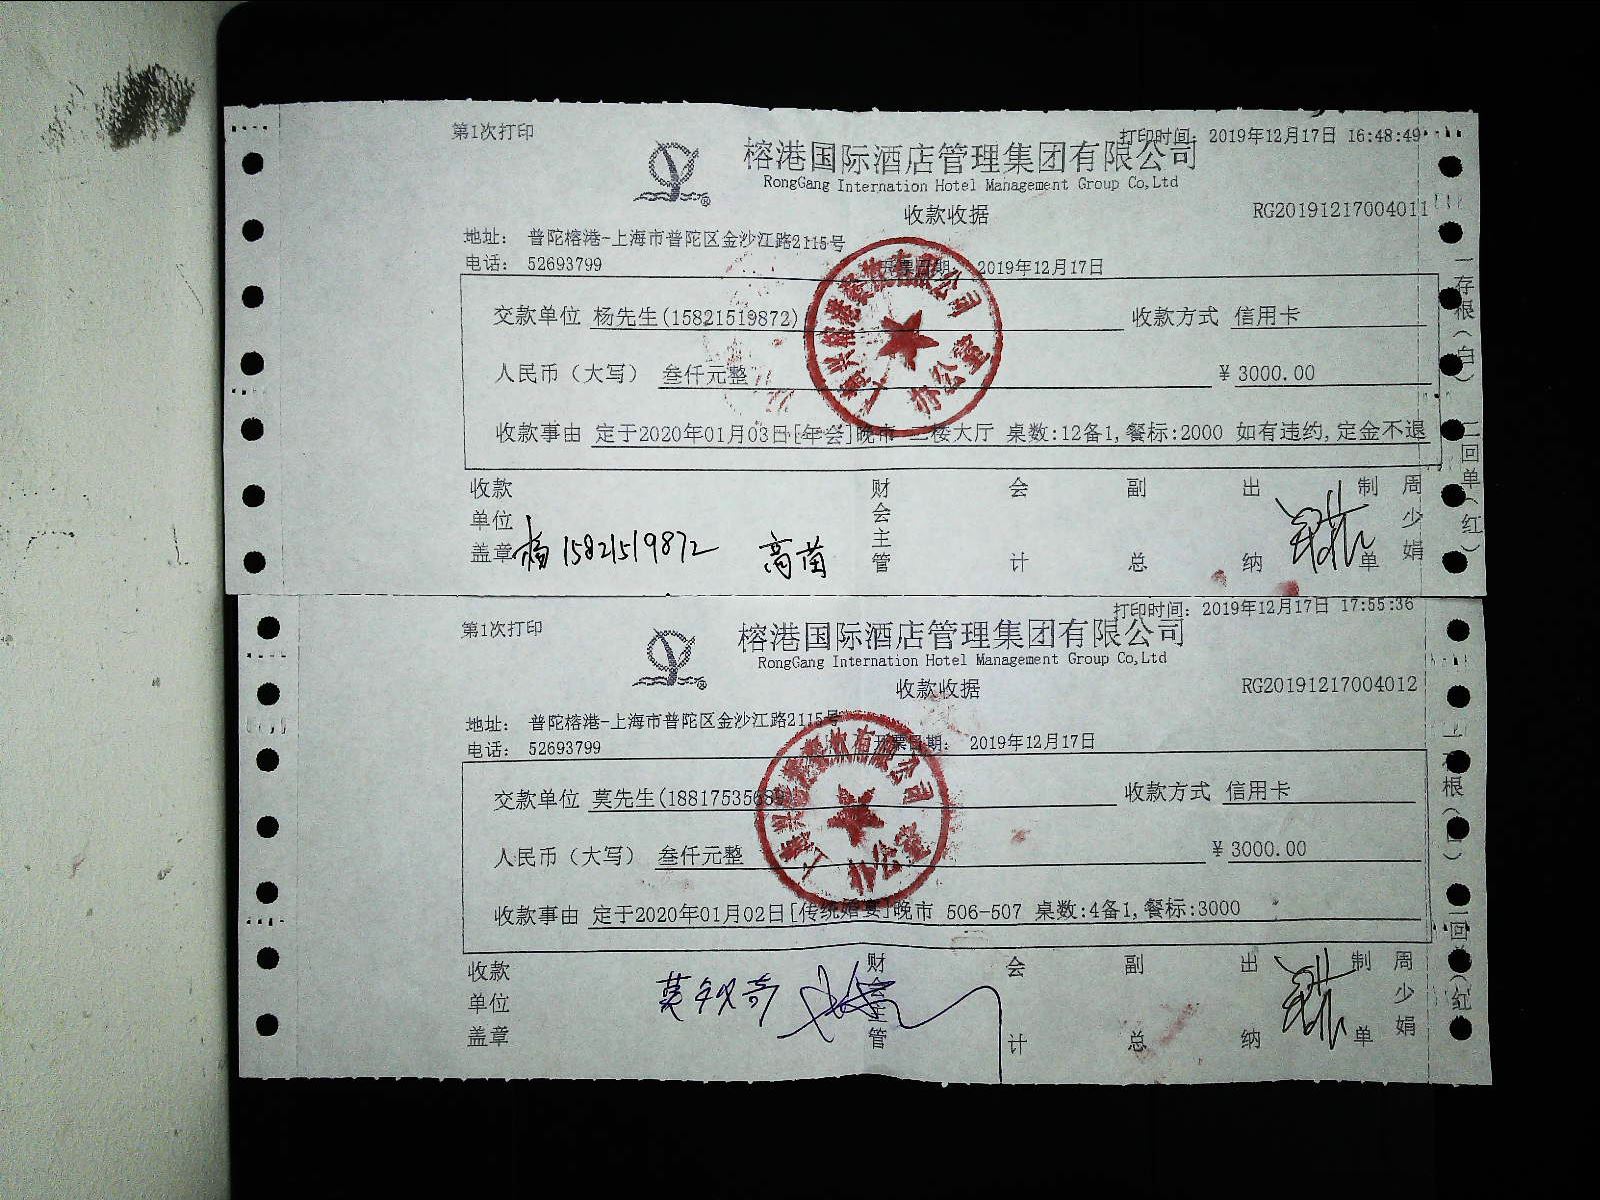 第1次打印
打印时间: 2019年12月17日 16:48:49
榕港国际酒店管理集团有限公司
RongGang Internation Hotel Management Group Co,Ltd
收款收据
RG20191217004011
地址: 普陀榕港-上海市普陀区金沙江路2115号
电话: 52693799
开票日期: 2019年12月17日
交款单位 杨先生(15821519872) 收款方式 信用卡
人民币（大写） 叁仟元整 ¥3000.00
收款事由 定于2020年01月03日[年会]晚市 二楼大厅 桌数:12备1,餐标:2000 如有违约,定金不退
收款单位盖章 杨 15821519872 高苗
财会主管 会计 副总 出纳 制单 周少娟
一存根（白） 二回单（红）
办公室
第1次打印
打印时间: 2019年12月17日 17:55:36
榕港国际酒店管理集团有限公司
RongGang Internation Hotel Management Group Co,Ltd
收款收据
RG20191217004012
地址: 普陀榕港-上海市普陀区金沙江路2115号
电话: 52693799
开票日期: 2019年12月17日
交款单位 莫先生(188175356 收款方式 信用卡
人民币（大写） 叁仟元整 ¥3000.00
收款事由 定于2020年01月02日[传统婚宴]晚市 506-507 桌数:4备1,餐标:3000
收款单位盖章
财会主管 会计 副总 出纳 制单 周少娟
办公室